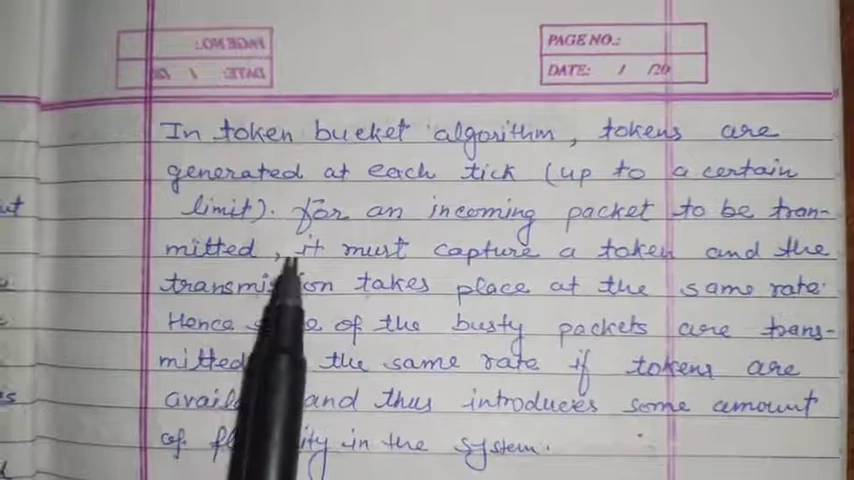 PAGE NO.:
DATE: / /20
In token bucket algorithm, tokens are
generated at each tick (up to a certain
limit). For an incoming packet to be tran-
mitted, it must capture a token and the
transmission takes place at the same rate.
Hence of the busty packets are trans-
mitted the same rate if tokens are
and thus introduces some amount
of in the system.